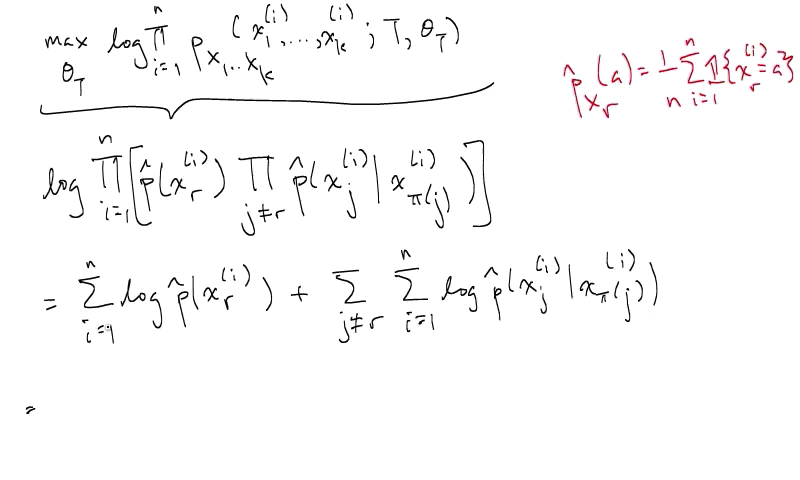 max_{θ_T} log ∏_{i=1}^{n} p_{X_1...X_k}(x_1^{(i)},...,x_k^{(i)}; T, θ_T)
p̂_{X_r}(a) = 1/n ∑_{i=1}^{n} 𝟙{x_r^{(i)} = a}
log ∏_{i=1}^{n} [p̂(x_r^{(i)}) ∏_{j≠r} p̂(x_j^{(i)} | x_{π(j)}^{(i)})]
= ∑_{i=1}^{n} log p̂(x_r^{(i)}) + ∑_{j≠r} ∑_{i=1}^{n} log p̂(x_j^{(i)} | x_{π(j)}^{(i)})
=